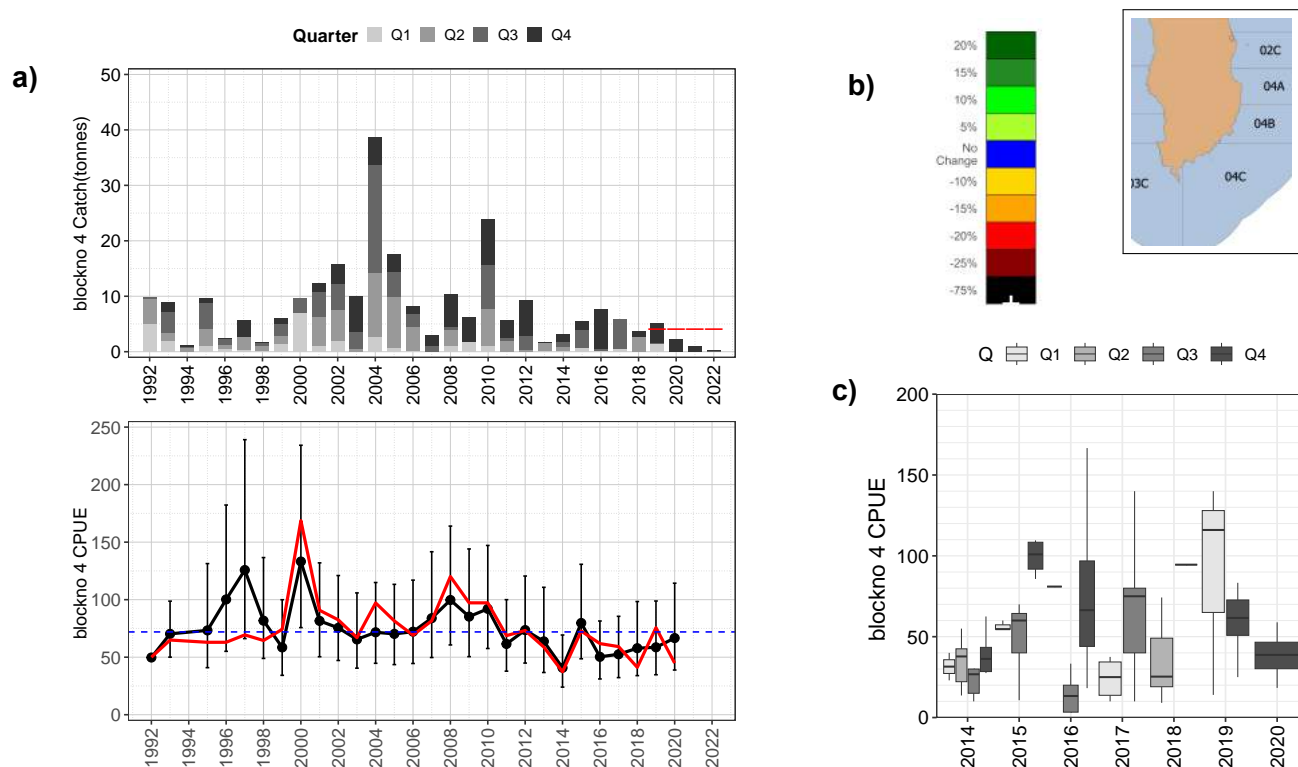 Quarter Q1 Q2 Q3 Q4
a)
blockno 4 Catch(tonnes)
50
40
30
20
10
0
1992 1994 1996 1998 2000 2002 2004 2006 2008 2010 2012 2014 2016 2018 2020 2022
blockno 4 CPUE
250
200
150
100
50
0
1992 1994 1996 1998 2000 2002 2004 2006 2008 2010 2012 2014 2016 2018 2020 2022
b)
20%
15%
10%
5%
No
Change
-10%
-15%
-20%
-25%
-75%
02C
04A
04B
03C 04C
Q Q1 Q2 Q3 Q4
c)
blockno 4 CPUE
200
150
100
50
0
2014 2015 2016 2017 2018 2019 2020